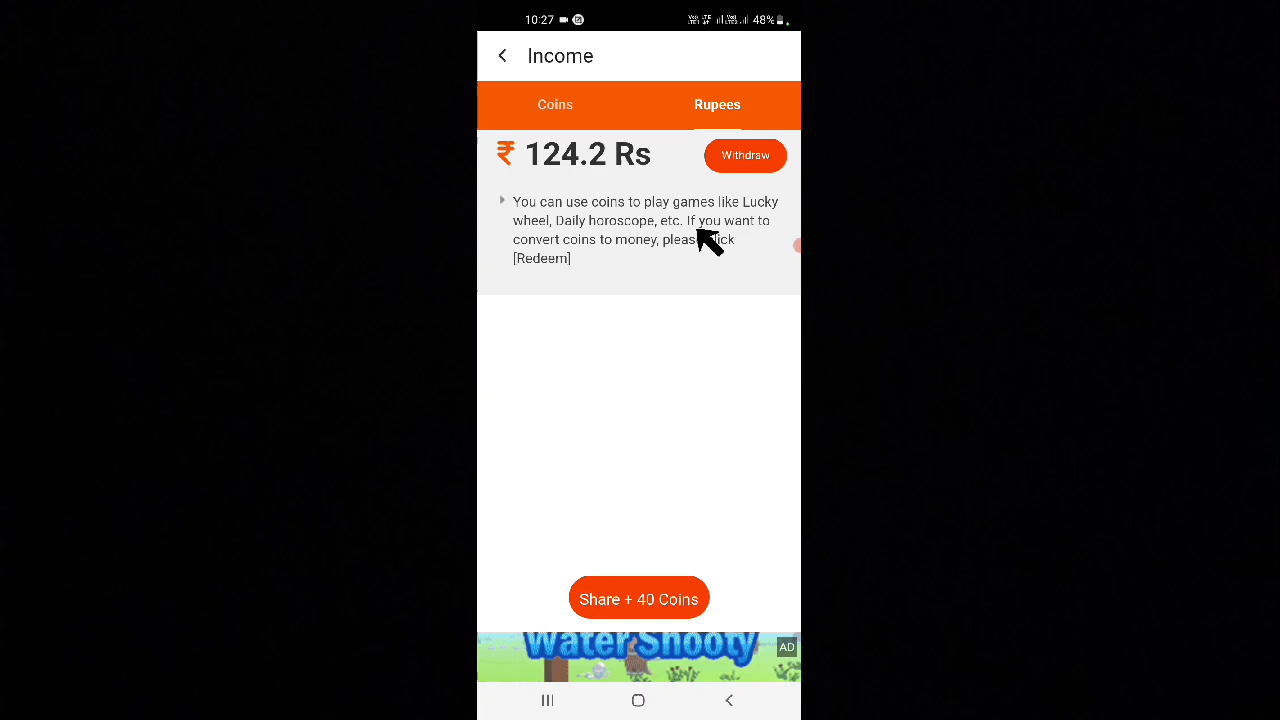 10:27 48%
Income
Coins Rupees
₹ 124.2 Rs Withdraw
You can use coins to play games like Lucky
wheel, Daily horoscope, etc. If you want to
convert coins to money, please click
[Redeem]
Share + 40 Coins
Water Shooty
AD